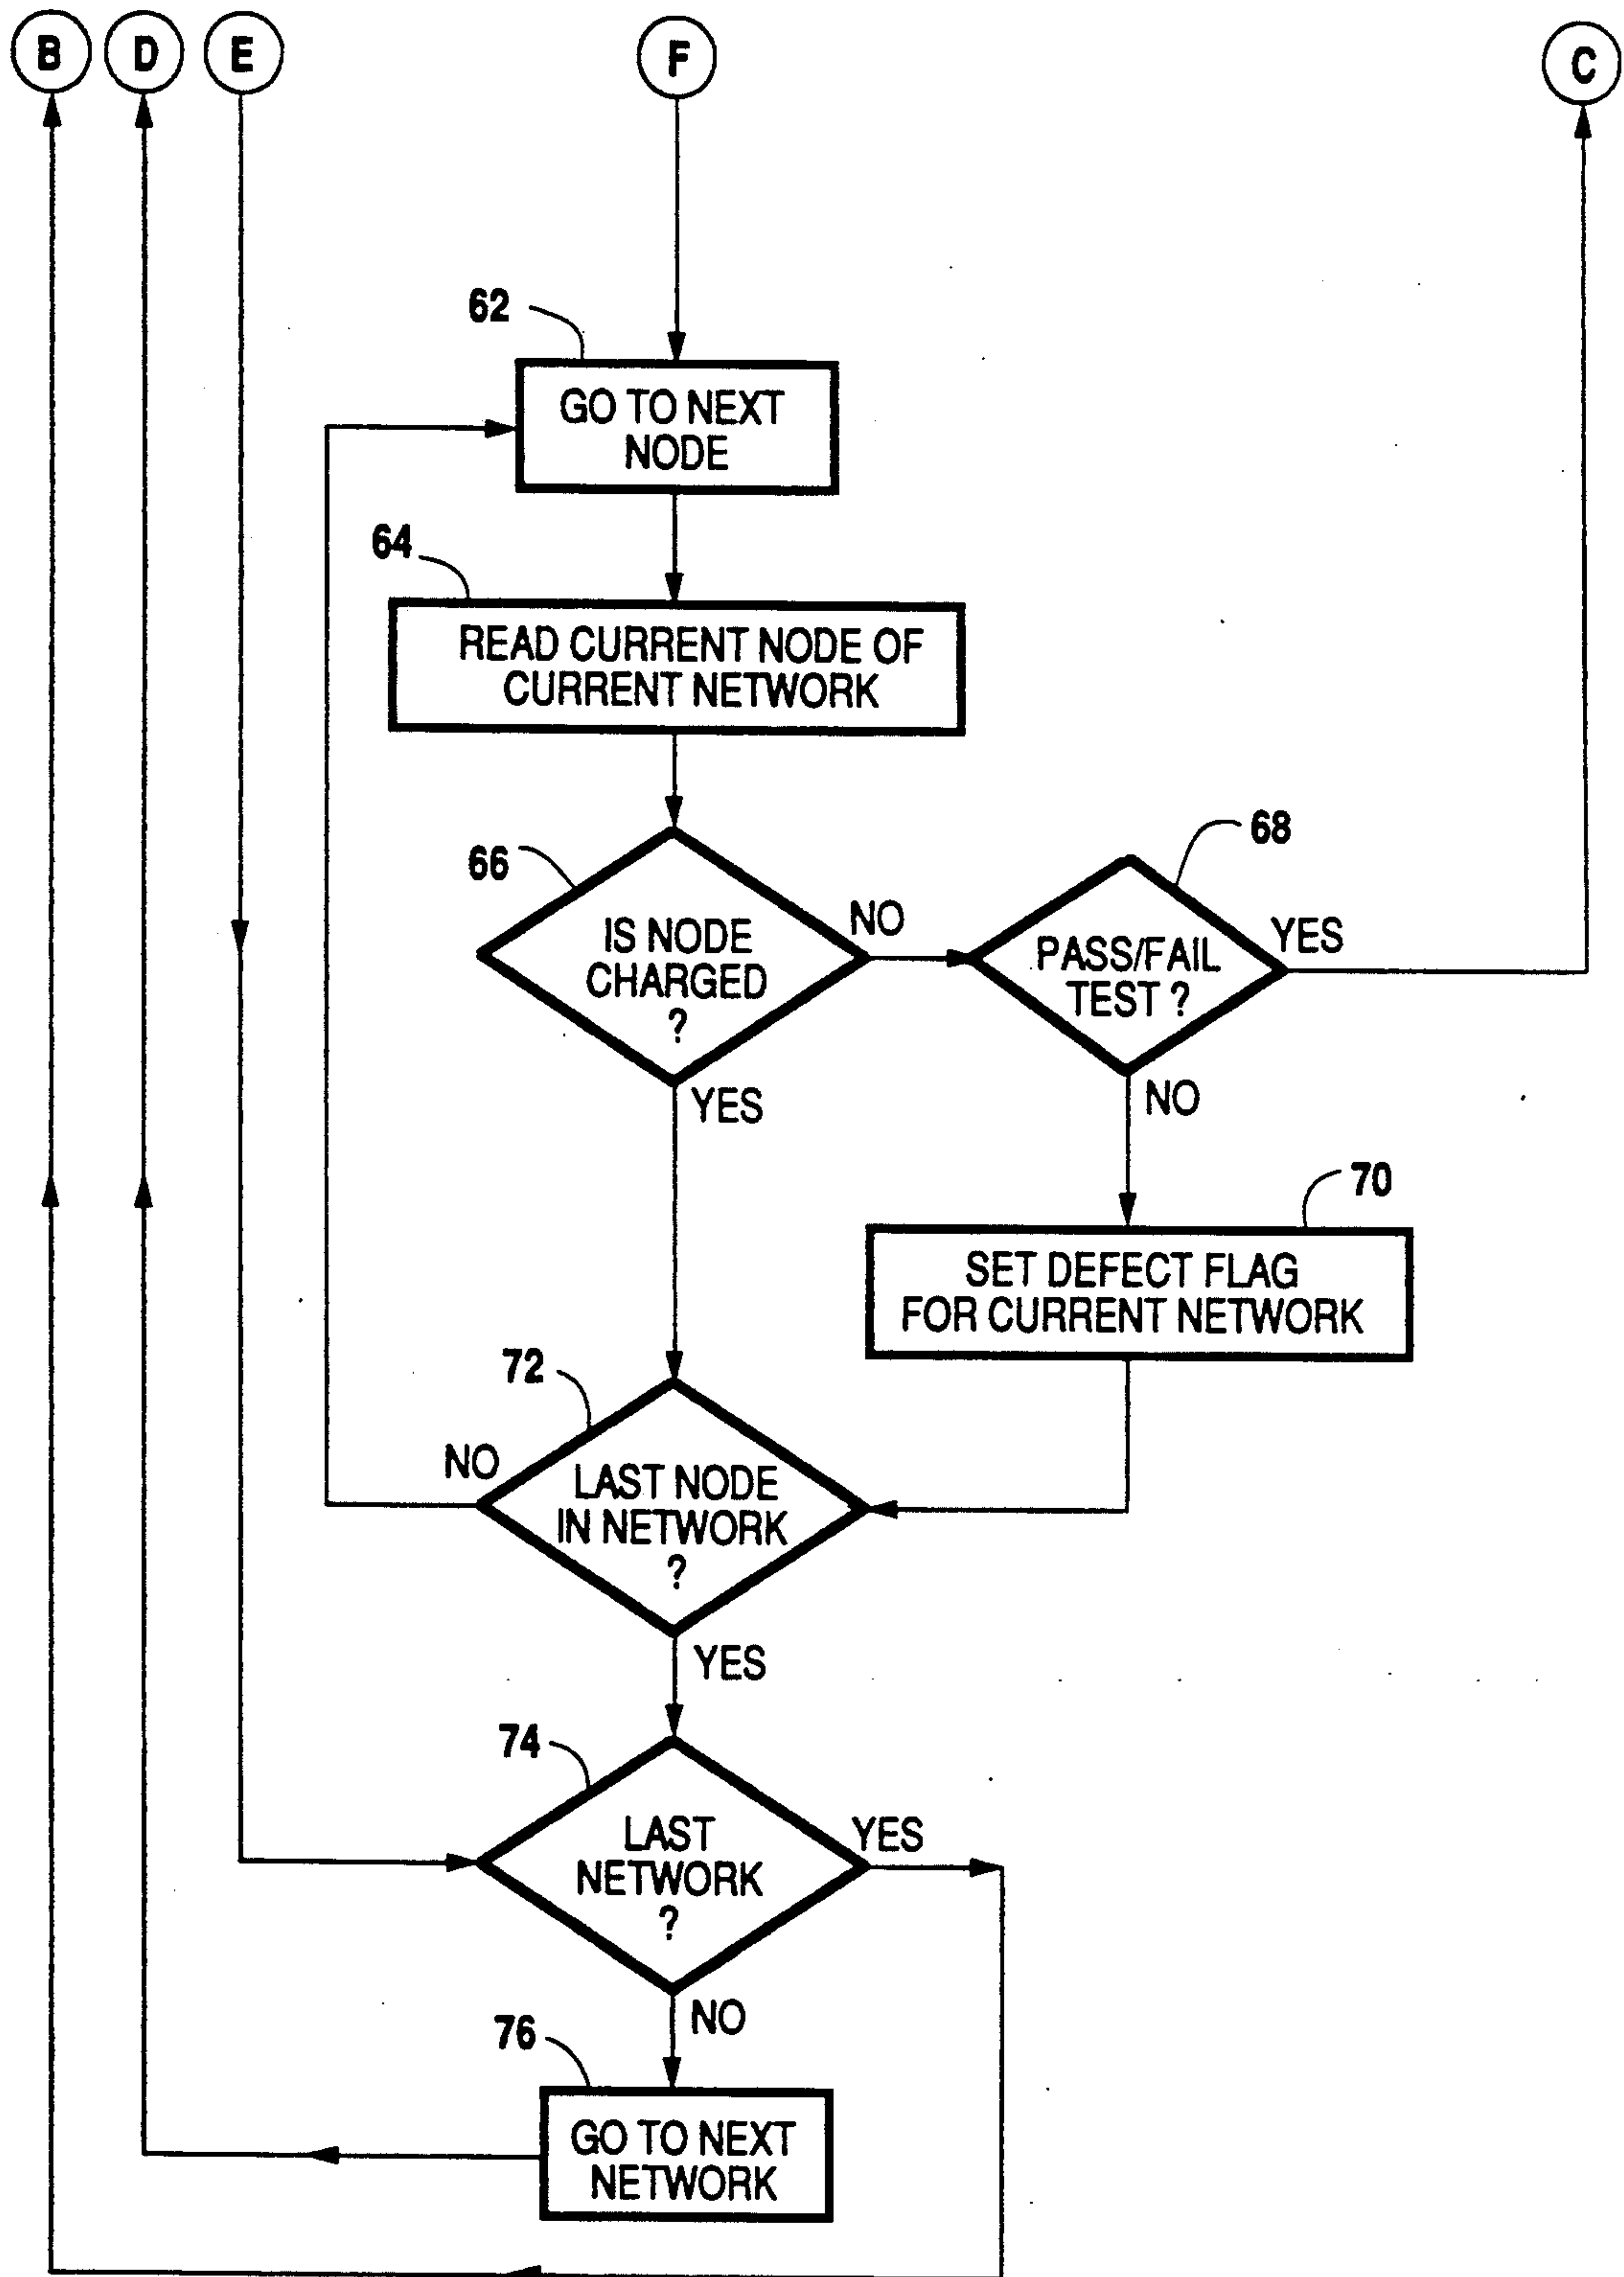 B
D
E
F
C
62
GO TO NEXT
NODE
64
READ CURRENT NODE OF
CURRENT NETWORK
66
IS NODE
CHARGED
?
NO
YES
68
PASS/FAIL
TEST ?
YES
NO
70
SET DEFECT FLAG
FOR CURRENT NETWORK
72
NO
LAST NODE
IN NETWORK
?
YES
74
LAST
NETWORK
?
YES
NO
76
GO TO NEXT
NETWORK